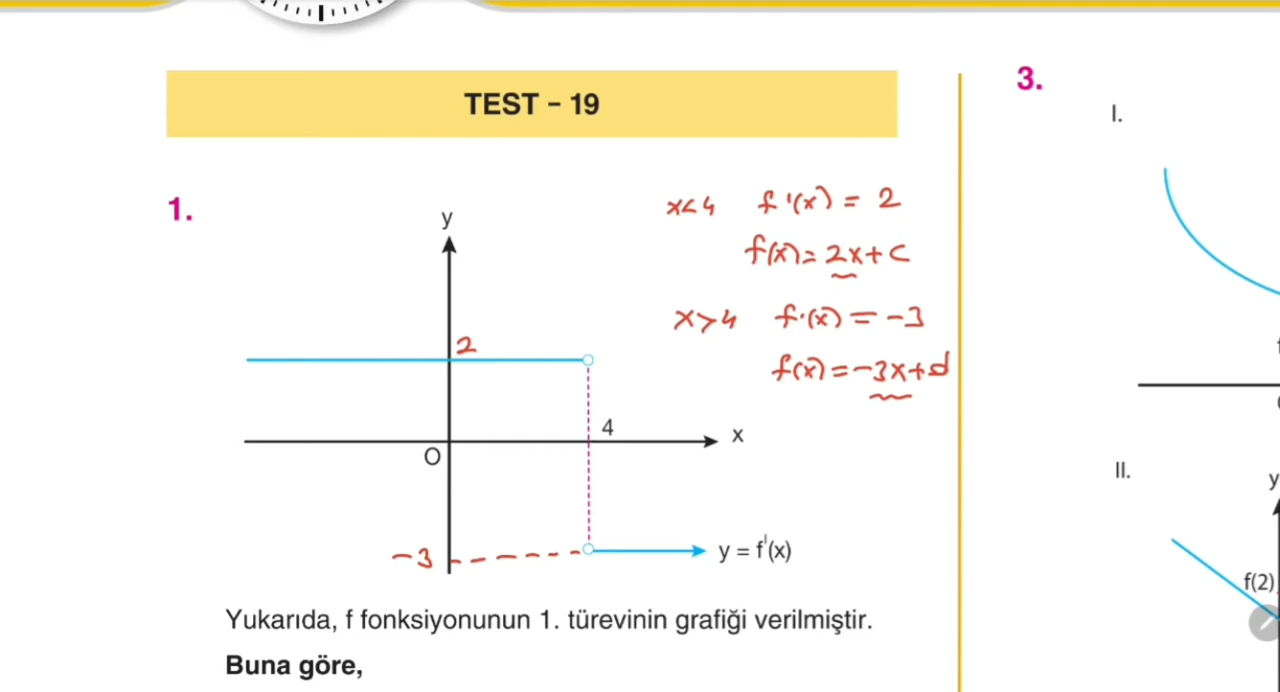 TEST – 19
1.
y
x<4 f'(x) = 2
f(x) = 2x+c
x>4 f'(x) = -3
f(x) = -3x+d
2
4
x
O
-3
y = f'(x)
Yukarıda, f fonksiyonunun 1. türevinin grafiği verilmiştir.
Buna göre,
3.
I.
II.
y
f(2)